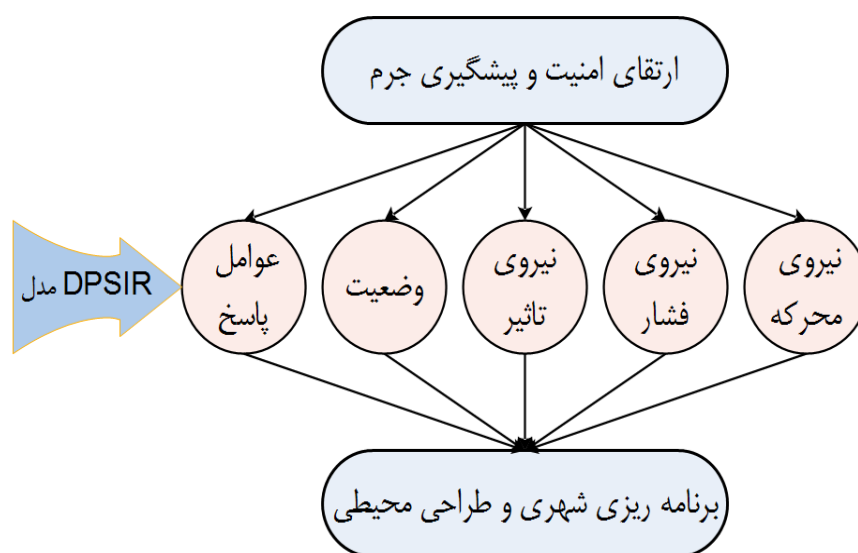 ارتقای امنیت و پیشگیری جرم
نیروی
محرکه
نیروی
فشار
نیروی
تاثیر
وضعیت
عوامل
پاسخ
مدل DPSIR
برنامه ریزی شهری و طراحی محیطی